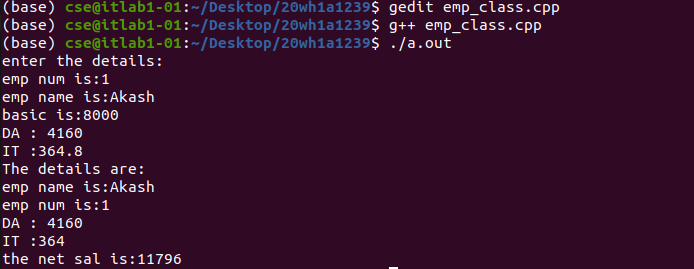 (base) cse@itlab1-01:~/Desktop/20wh1a1239$ gedit emp_class.cpp
(base) cse@itlab1-01:~/Desktop/20wh1a1239$ g++ emp_class.cpp
(base) cse@itlab1-01:~/Desktop/20wh1a1239$ ./a.out
enter the details:
emp num is:1
emp name is:Akash
basic is:8000
DA : 4160
IT :364.8
The details are:
emp name is:Akash
emp num is:1
DA : 4160
IT :364
the net sal is:11796